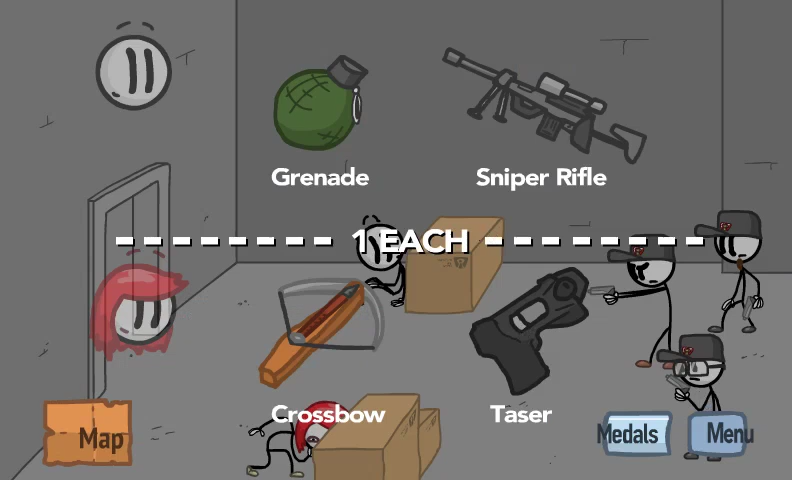 Grenade
Sniper Rifle
1 EACH
Crossbow
Taser
Map
Medals
Menu